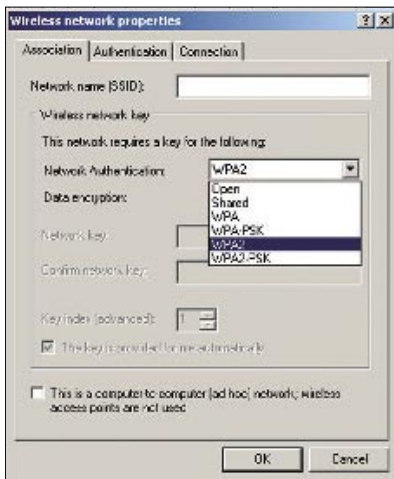 Wireless network properties
? X
Association Authentication Connection
Network name (SSID):
Wireless network key
This network requires a key for the following:
Network Authentication: WPA2
Open
Shared
WPA
WPA-PSK
WPA2
WPA2-PSK
Data encryption:
Network key:
Confirm network key:
Key index (advanced): 1
The key is provided for me automatically
This is a computer-to-computer (ad hoc) network; wireless
access points are not used
OK Cancel